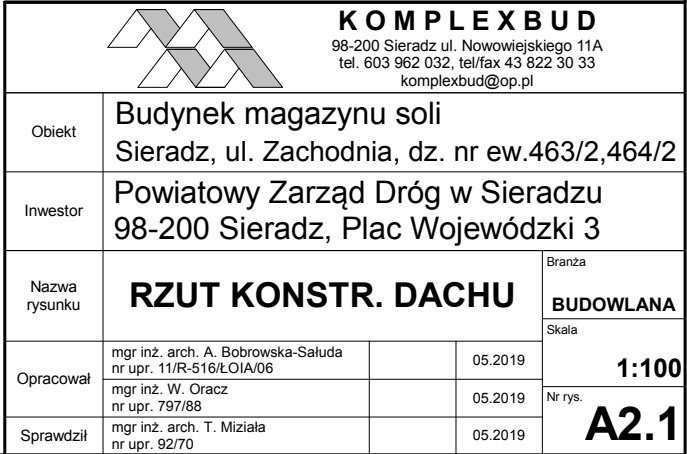 KOMPLEXBUD
98-200 Sieradz ul. Nowowiejskiego 11A
tel. 603 962 032, tel/fax 43 822 30 33
komplexbud@op.pl
Obiekt
Budynek magazynu soli
Sieradz, ul. Zachodnia, dz. nr ew.463/2,464/2
Inwestor
Powiatowy Zarząd Dróg w Sieradzu
98-200 Sieradz, Plac Wojewódzki 3
Nazwa
rysunku
RZUT KONSTR. DACHU
Branża
BUDOWLANA
Skala
1:100
Opracował
mgr inż. arch. A. Bobrowska-Sałuda
nr upr. 11/R-516/ŁOIA/06
05.2019
mgr inż. W. Oracz
nr upr. 797/88
05.2019
Nr rys.
A2.1
Sprawdził
mgr inż. arch. T. Miziała
nr upr. 92/70
05.2019